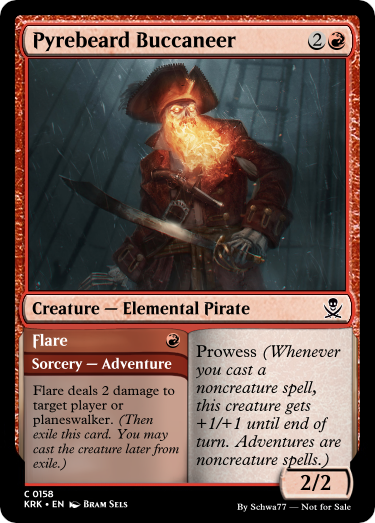 Pyrebeard Buccaneer 2
Creature — Elemental Pirate
Flare
Sorcery — Adventure
Flare deals 2 damage to
target player or
planeswalker. (Then
exile this card. You may
cast the creature later from
exile.)
Prowess (Whenever
you cast a
noncreature spell,
this creature gets
+1/+1 until end of
turn. Adventures are
noncreature spells.)
2/2
C 0158
KRK • EN Bram Sels
By Schwa77 — Not for Sale